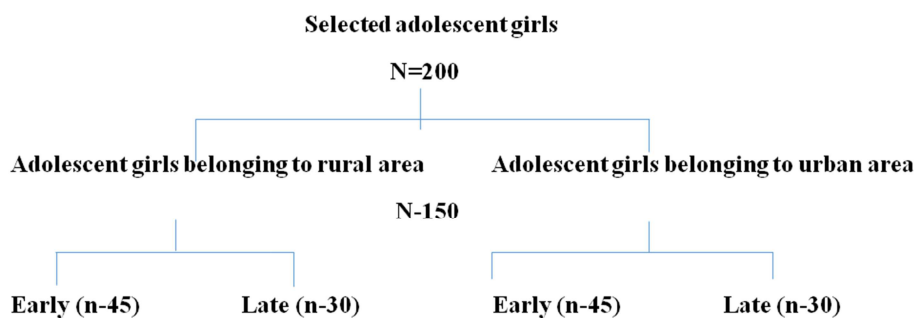 Selected adolescent girls
N=200
Adolescent girls belonging to rural area Adolescent girls belonging to urban area
N-150
Early (n-45) Late (n-30) Early (n-45) Late (n-30)